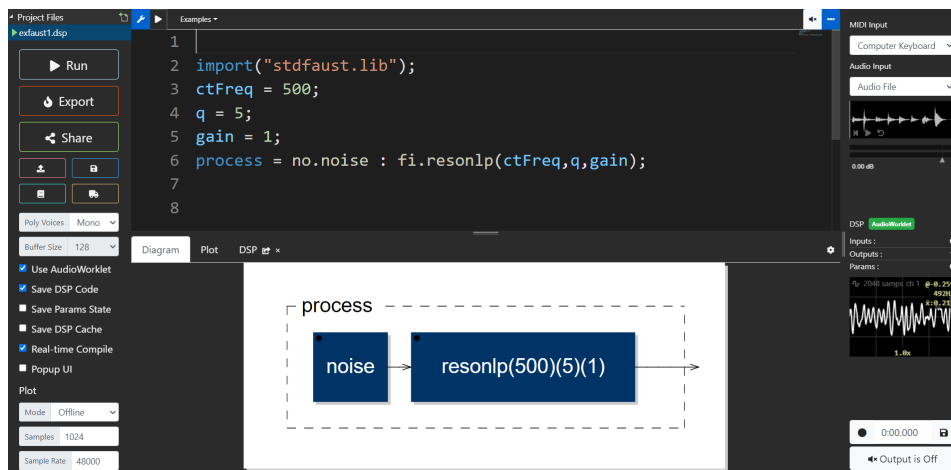 Project Files
exfaust1.dsp
Run
Export
Share
Poly Voices Mono
Buffer Size 128
Use AudioWorklet
Save DSP Code
Save Params State
Save DSP Cache
Real-time Compile
Popup UI
Plot
Mode Offline
Samples 1024
Sample Rate 48000
Examples
1
2 import("stdfaust.lib");
3 ctFreq = 500;
4 q = 5;
5 gain = 1;
6 process = no.noise : fi.resonlp(ctFreq,q,gain);
7
8
Diagram Plot DSP ×
process
noise
resonlp(500)(5)(1)
MIDI Input
Computer Keyboard
Audio Input
Audio File
0.00 dB
DSP AudioWorklet
Inputs :
Outputs :
Params :
2048 samps ch 1 @-0.25
492H
x̄:0.21
1.0x
0:00.000
Output is Off